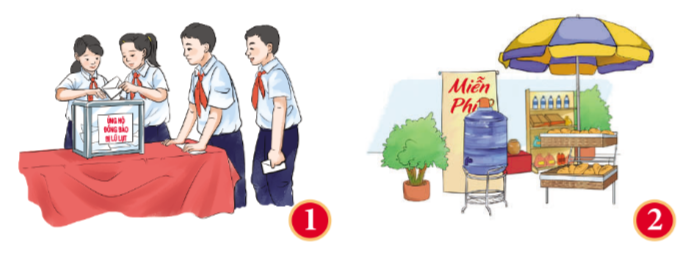 ỦNG HỘ
ĐỒNG BÀO
BỊ LŨ LỤT
1
Miễn
Phí
2